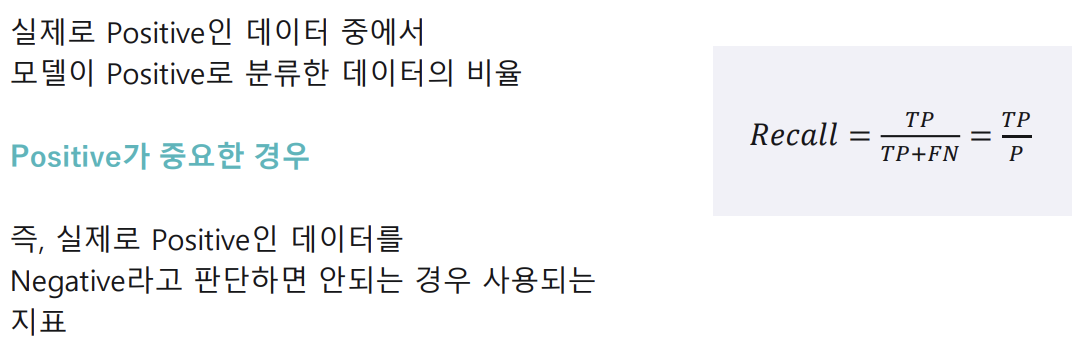 실제로 Positive인 데이터 중에서
모델이 Positive로 분류한 데이터의 비율
Positive가 중요한 경우
즉, 실제로 Positive인 데이터를
Negative라고 판단하면 안되는 경우 사용되는
지표
Recall = TP/(TP+FN) = TP/P